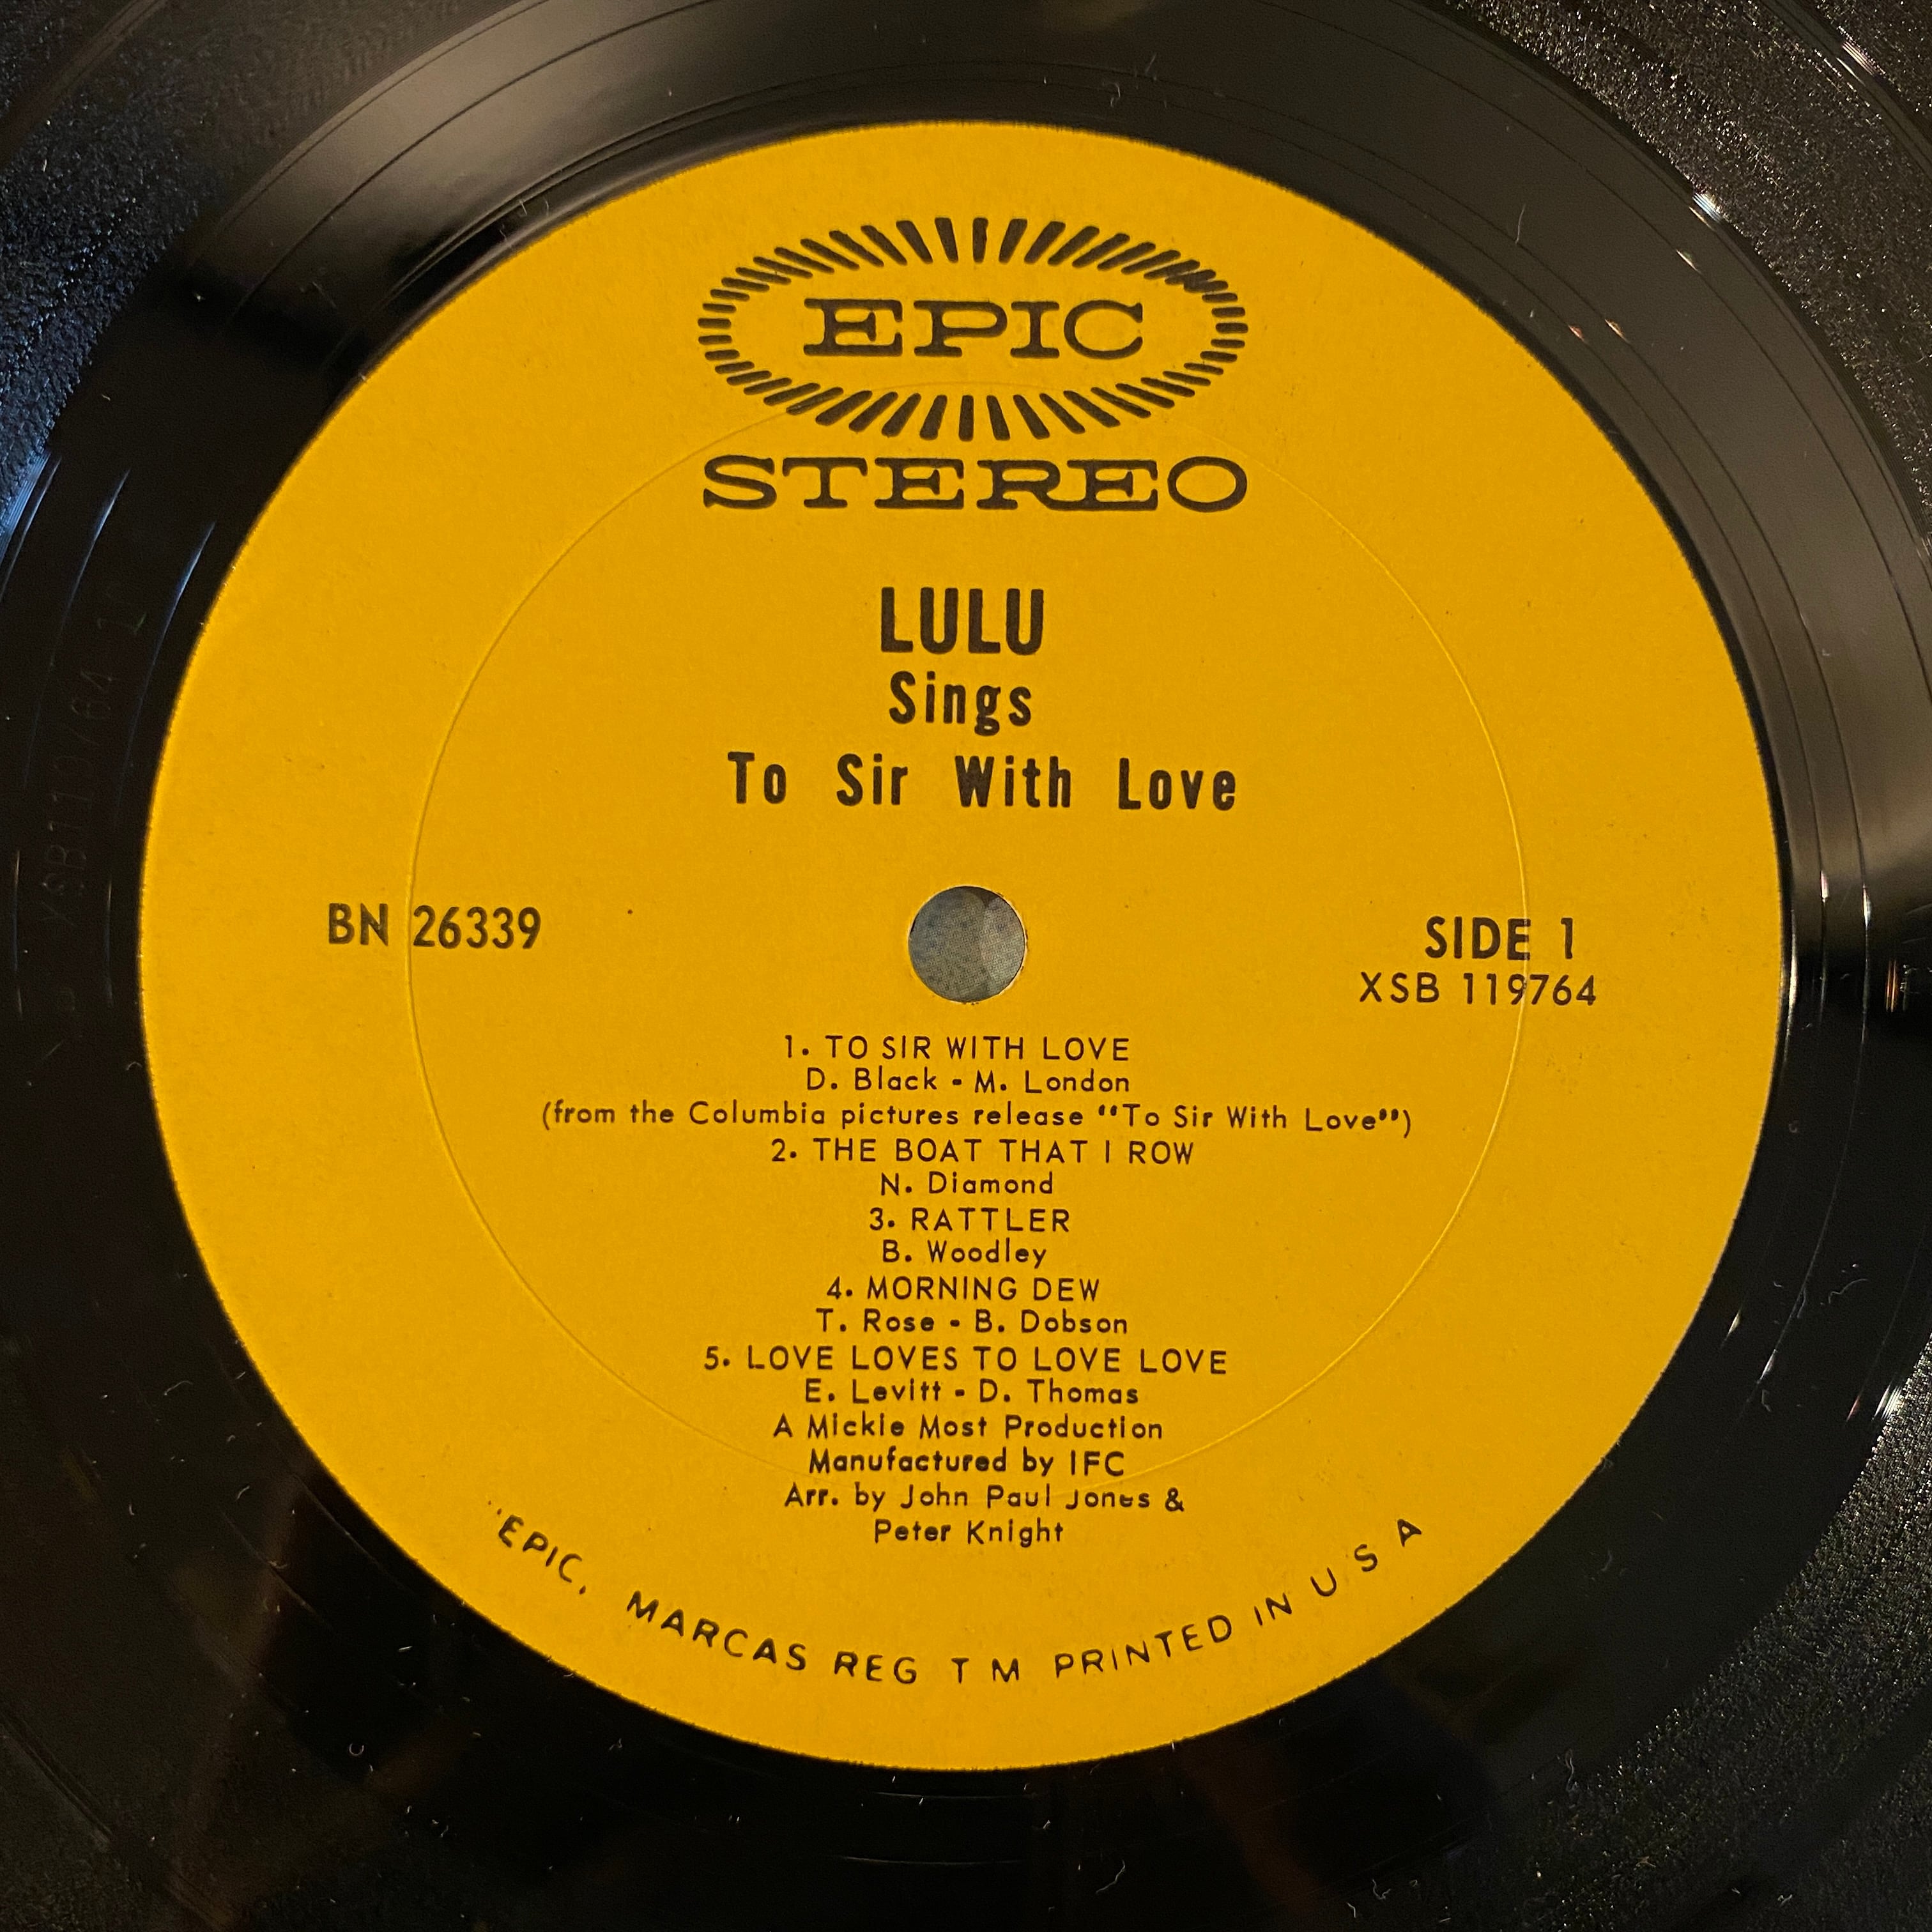 EPIC
STEREO
LULU
Sings
To Sir With Love
BN 26339
SIDE 1
XSB 119764
1. TO SIR WITH LOVE
D. Black - M. London
(from the Columbia pictures release "To Sir With Love")
2. THE BOAT THAT I ROW
N. Diamond
3. RATTLER
B. Woodley
4. MORNING DEW
T. Rose - B. Dobson
5. LOVE LOVES TO LOVE LOVE
E. Levitt - D. Thomas
A Mickie Most Production
Manufactured by IFC
Arr. by John Paul Jones &
Peter Knight
"EPIC, MARCAS REG T M PRINTED IN U S A